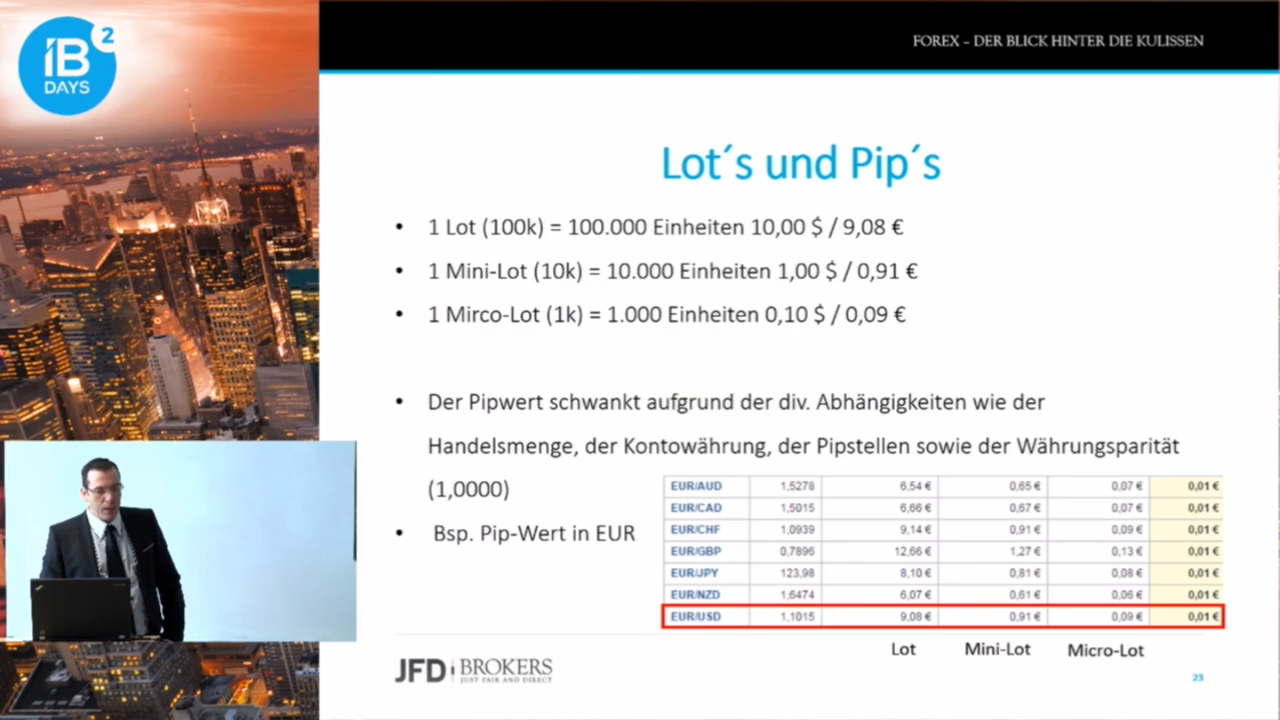 iB 2
DAYS
FOREX – DER BLICK HINTER DIE KULISSEN
Lot´s und Pip´s
• 1 Lot (100k) = 100.000 Einheiten 10,00 $ / 9,08 €
• 1 Mini-Lot (10k) = 10.000 Einheiten 1,00 $ / 0,91 €
• 1 Mirco-Lot (1k) = 1.000 Einheiten 0,10 $ / 0,09 €
• Der Pipwert schwankt aufgrund der div. Abhängigkeiten wie der
Handelsmenge, der Kontowährung, der Pipstellen sowie der Währungsparität
(1,0000)
• Bsp. Pip-Wert in EUR
EUR/AUD 1,5278 6,54 € 0,65 € 0,07 € 0,01 €
EUR/CAD 1,5015 6,66 € 0,67 € 0,07 € 0,01 €
EUR/CHF 1,0939 9,14 € 0,91 € 0,09 € 0,01 €
EUR/GBP 0,7896 12,66 € 1,27 € 0,13 € 0,01 €
EUR/JPY 123,98 8,10 € 0,81 € 0,08 € 0,01 €
EUR/NZD 1,6474 6,07 € 0,61 € 0,06 € 0,01 €
EUR/USD 1,1015 9,08 € 0,91 € 0,09 € 0,01 €
Lot Mini-Lot Micro-Lot
JFD BROKERS
JUST FAIR AND DIRECT
23